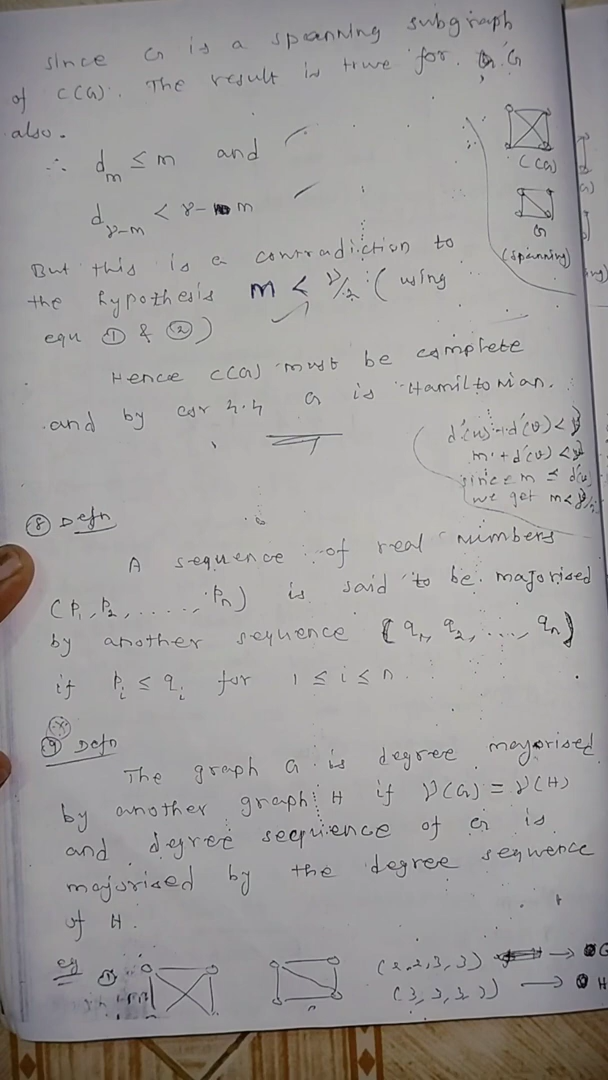 since G is a spanning subgraph
of C(G). The result is true for G
also.
∴ d_m ≤ m and
d_γ-m < γ-m
But this is a contradiction to
the hypothesis m < γ/2 (using
equ ① & ②)
Hence C(G) must be complete
and by cor 4.4 G is Hamiltonian.
C(G)
G
(spanning)
d'(u)+d'(v)<γ
m + d'(v) <γ
since m ≤ d'(v)
we get m<γ/2
⑧ Defn
A sequence of real numbers
(P1, P2, ....., Pn) is said to be majorised
by another sequence (q1, q2, ..., qn)
if Pi ≤ qi for 1 ≤ i ≤ n.
⑨ Defn
The graph G is degree majorised
by another graph H if γ(G) = γ(H)
and degree sequence of G is
majorised by the degree sequence
of H.
eg ① (2,2,3,3) → G
(3,3,3,3) → H